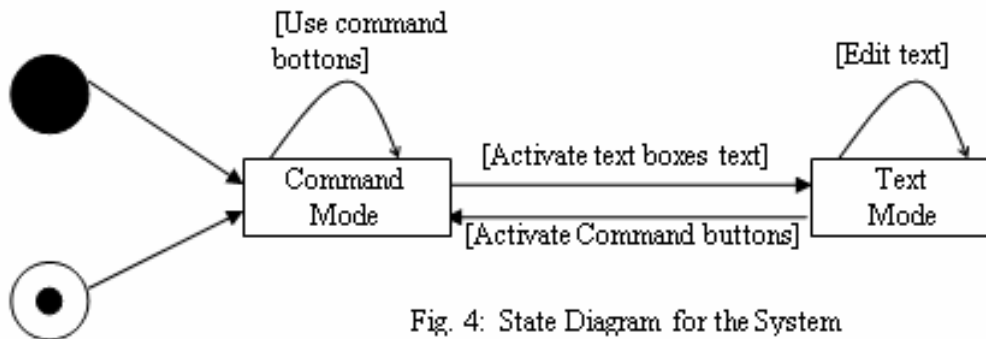 [Use command
bottons]
[Edit text]
Command
Mode
[Activate text boxes text]
Text
Mode
[Activate Command buttons]
Fig. 4: State Diagram for the System